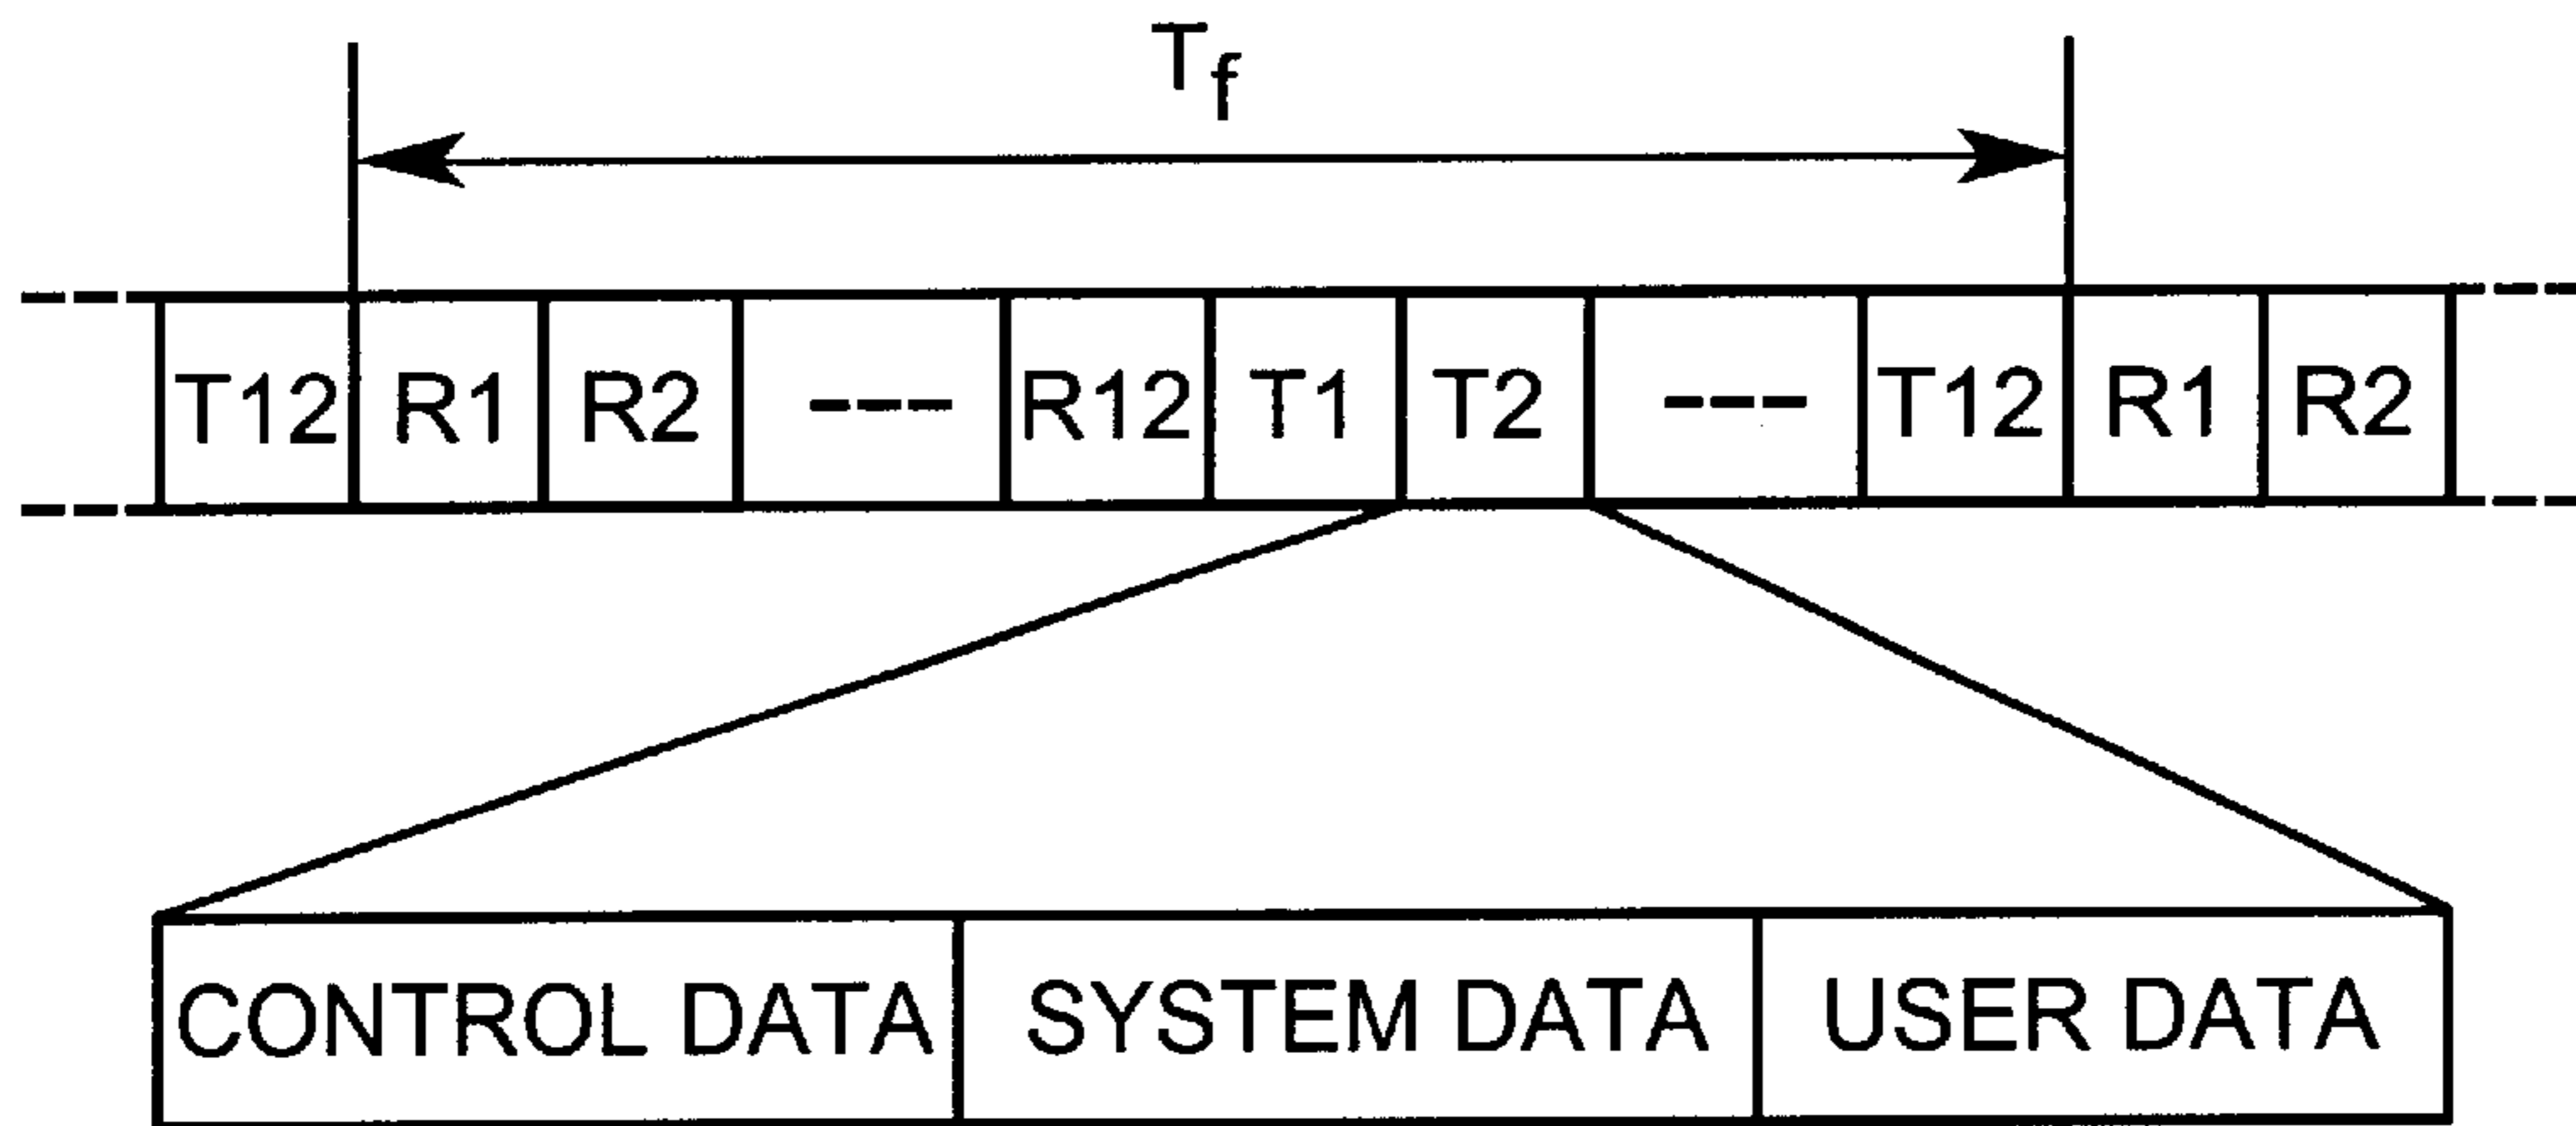 Tf
T12 R1 R2 --- R12 T1 T2 --- T12 R1 R2
CONTROL DATA SYSTEM DATA USER DATA